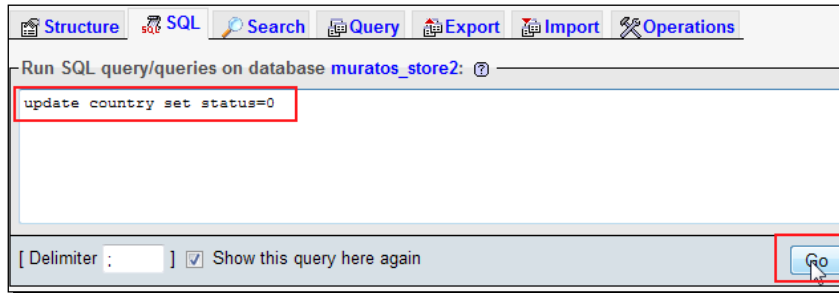 Structure SQL Search Query Export Import Operations
Run SQL query/queries on database muratos_store2:
update country set status=0
[ Delimiter ; ] Show this query here again Go